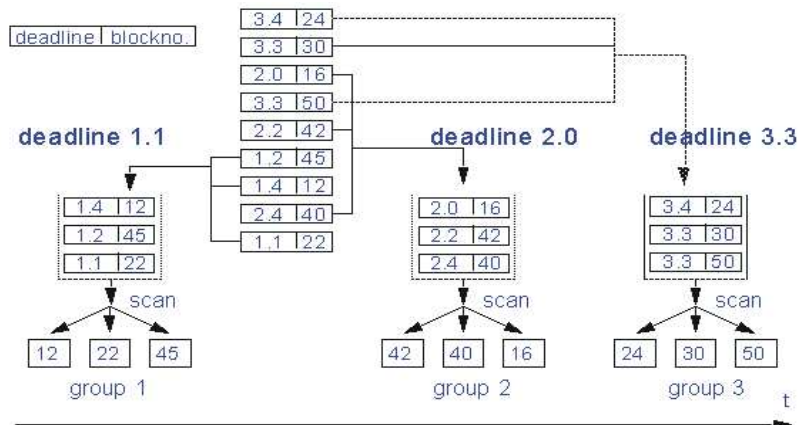 deadline blockno.
3.4 24
3.3 30
2.0 16
3.3 50
2.2 42
1.2 45
1.4 12
2.4 40
1.1 22
deadline 1.1
1.4 12
1.2 45
1.1 22
scan
12 22 45
group 1
deadline 2.0
2.0 16
2.2 42
2.4 40
scan
42 40 16
group 2
deadline 3.3
3.4 24
3.3 30
3.3 50
scan
24 30 50
group 3
t